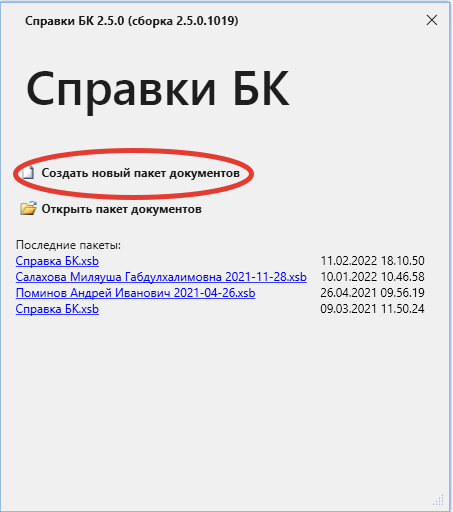 Справки БК 2.5.0 (сборка 2.5.0.1019)
Справки БК
Создать новый пакет документов
Открыть пакет документов
Последние пакеты:
Справка БК.xsb 11.02.2022 18.10.50
Салахова Миляуша Габдулхалимовна 2021-11-28.xsb 10.01.2022 10.46.58
Поминов Андрей Иванович 2021-04-26.xsb 26.04.2021 09.56.19
Справка БК.xsb 09.03.2021 11.50.24